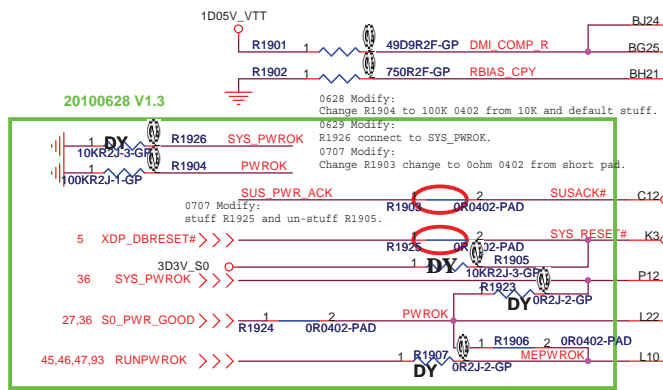 1D05V_VTT
BJ24
R1901 1 49D9R2F-GP DMI_COMP_R BG25
R1902 1 750R2F-GP RBIAS_CPY BH21
20100628 V1.3
0628 Modify:
Change R1904 to 100K 0402 from 10K and default stuff.
0629 Modify:
R1926 connect to SYS_PWROK.
0707 Modify:
Change R1903 change to 0ohm 0402 from short pad.
1 DY R1926 SYS_PWROK
10KR2J-3-GP
1 R1904 PWROK
100KR2J-1-GP
SUS_PWR_ACK 1 2 SUSACK# C12
R1903 0R0402-PAD
0707 Modify:
stuff R1925 and un-stuff R1905.
5 XDP_DBRESET# 1 2 SYS_RESET# K3
R1925 0R0402-PAD
3D3V_S0 1 DY R1905
10KR2J-3-GP
36 SYS_PWROK P12
R1923
DY 0R2J-2-GP
27,36 S0_PWR_GOOD 1 2 PWROK L22
R1924 0R0402-PAD
1 R1906 2 0R0402-PAD
45,46,47,93 RUNPWROK 1 R1907 MEPWROK L10
DY 0R2J-2-GP